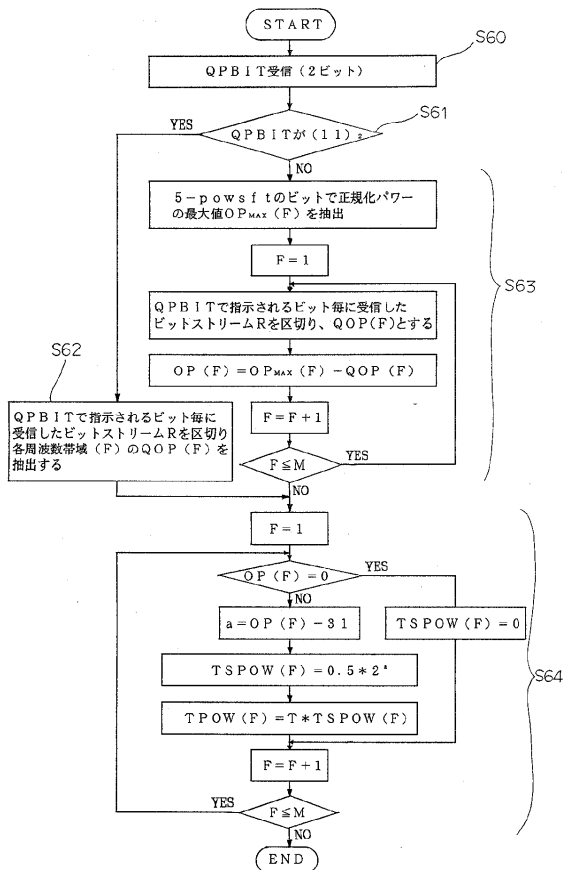 START
S60
QPBIT受信(2ビット)
S61
YES
QPBITが(11)₂
NO
5-powsftのビットで正規化パワー
の最大値OPMAX(F)を抽出
F=1
S63
QPBITで指示されるビット毎に受信した
ビットストリームRを区切り、QOP(F)とする
S62
OP(F)=OPMAX(F)-QOP(F)
QPBITで指示されるビット毎に
受信したビットストリームRを区切り
各周波数帯域(F)のQOP(F)を
抽出する
F=F+1
YES
F≦M
NO
F=1
YES
OP(F)=0
NO
a=OP(F)-31
TSPOW(F)=0
TSPOW(F)=0.5*2ᵃ
S64
TPOW(F)=T*TSPOW(F)
F=F+1
YES
F≦M
NO
END